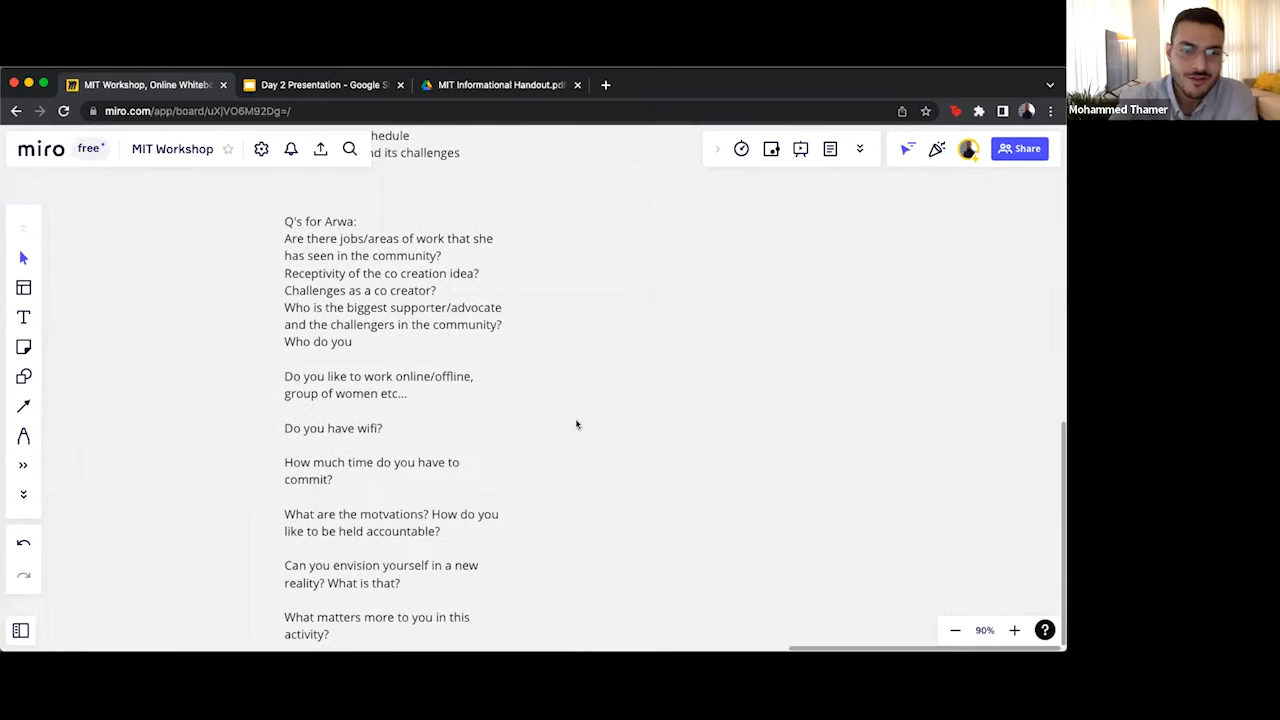 MIT Workshop, Online Whitebo
Day 2 Presentation - Google S
MIT Informational Handout.pdf
miro.com/app/board/uXjVO6M92Dg=/
Mohammed Thamer
miro
free
MIT Workshop
Share
hedule
nd its challenges
Q's for Arwa:
Are there jobs/areas of work that she
has seen in the community?
Receptivity of the co creation idea?
Challenges as a co creator?
Who is the biggest supporter/advocate
and the challengers in the community?
Who do you
Do you like to work online/offline,
group of women etc...
Do you have wifi?
How much time do you have to
commit?
What are the motvations? How do you
like to be held accountable?
Can you envision yourself in a new
reality? What is that?
What matters more to you in this
activity?
90%